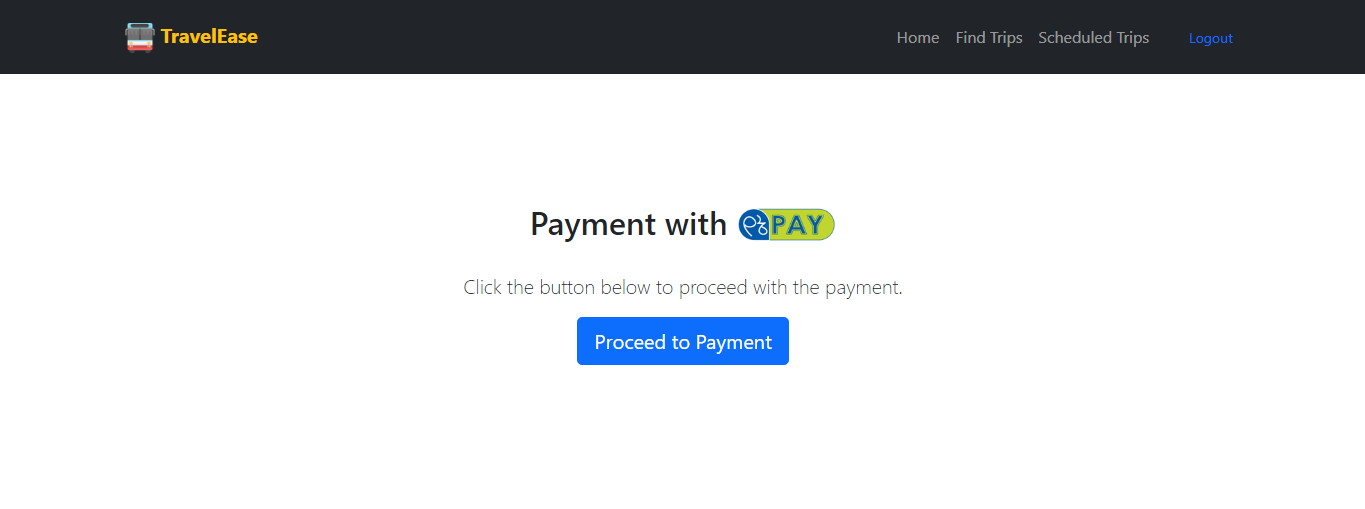 TravelEase
Home Find Trips Scheduled Trips Logout
Payment with PAY
Click the button below to proceed with the payment.
Proceed to Payment